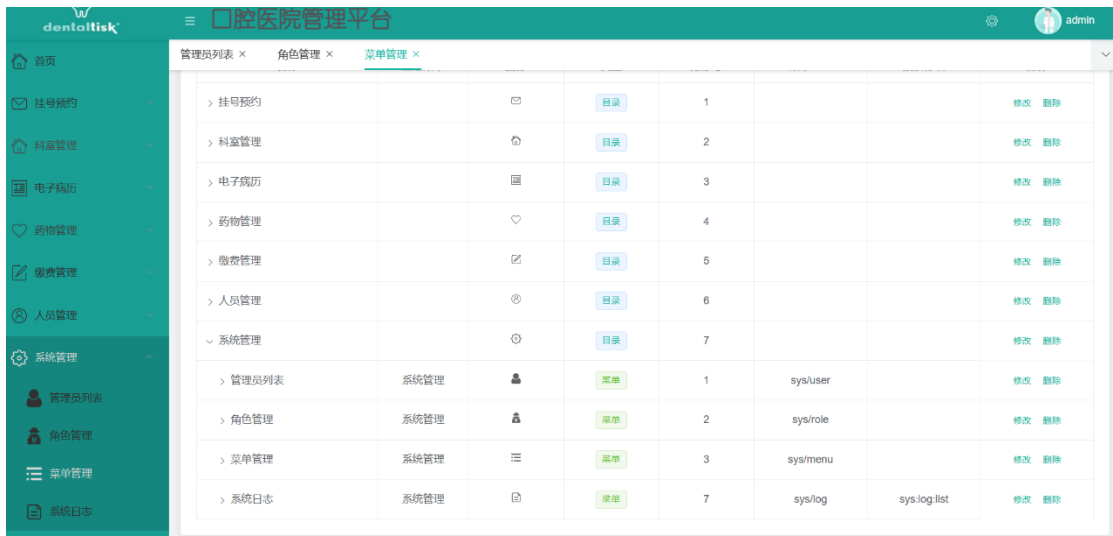 dentaltisk
口腔医院管理平台
admin
管理员列表 × 角色管理 × 菜单管理 ×
首页
挂号预约
科室管理
电子病历
药物管理
缴费管理
人员管理
系统管理
管理员列表
角色管理
菜单管理
系统日志
挂号预约 目录 1 修改 删除
科室管理 目录 2 修改 删除
电子病历 目录 3 修改 删除
药物管理 目录 4 修改 删除
缴费管理 目录 5 修改 删除
人员管理 目录 6 修改 删除
系统管理 目录 7 修改 删除
管理员列表 系统管理 菜单 1 sys/user 修改 删除
角色管理 系统管理 菜单 2 sys/role 修改 删除
菜单管理 系统管理 菜单 3 sys/menu 修改 删除
系统日志 系统管理 菜单 7 sys/log sys:log:list 修改 删除